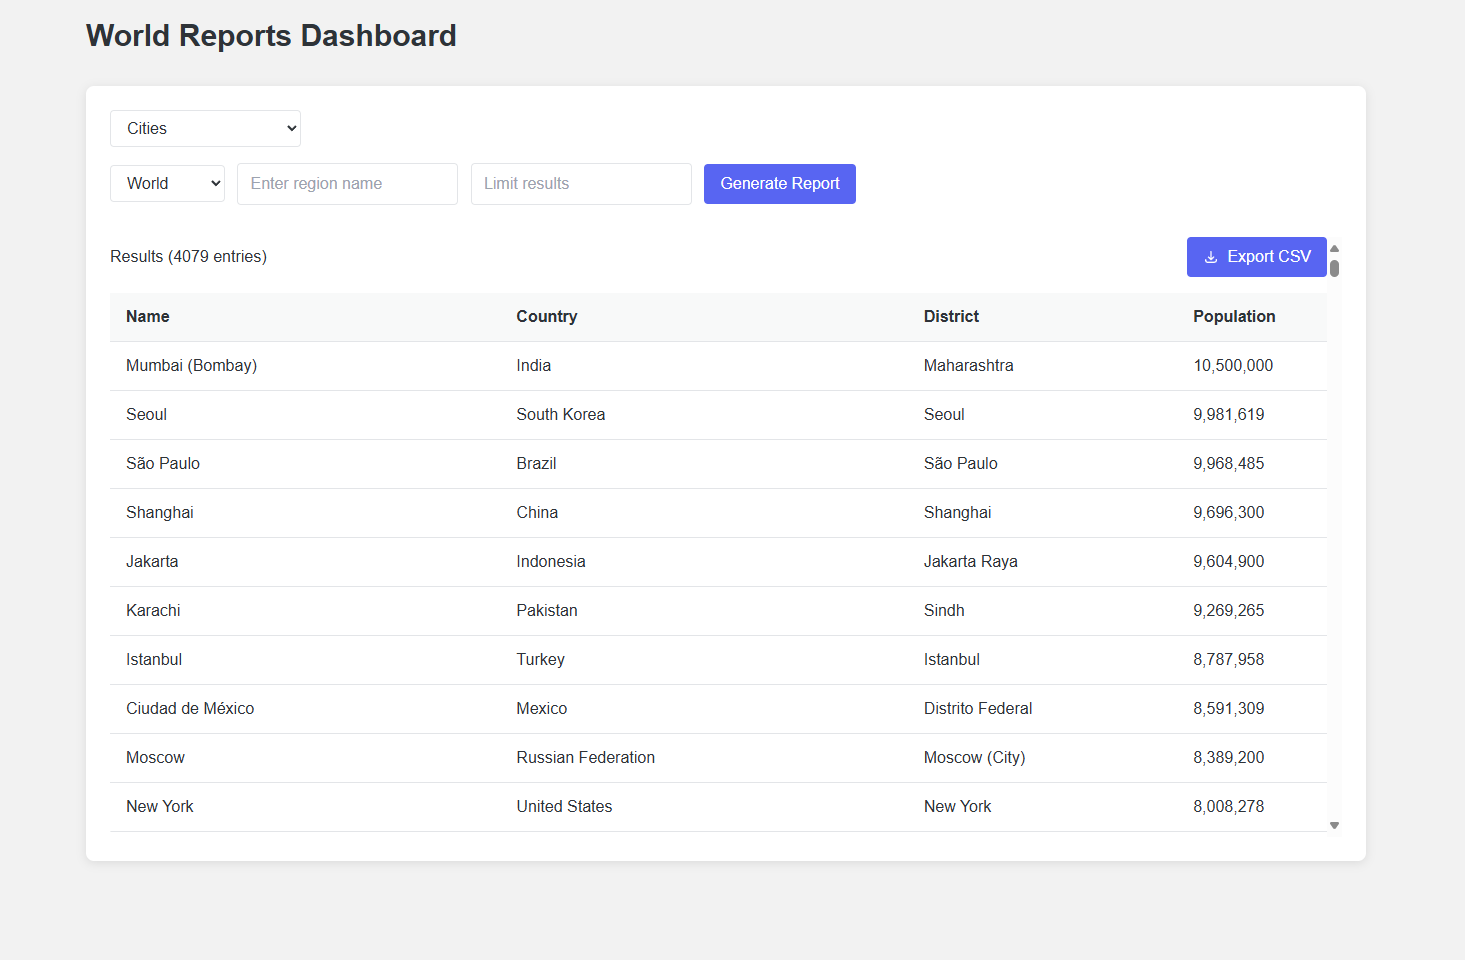 World Reports Dashboard
Cities
World Enter region name Limit results Generate Report
Results (4079 entries) Export CSV
Name Country District Population
Mumbai (Bombay) India Maharashtra 10,500,000
Seoul South Korea Seoul 9,981,619
São Paulo Brazil São Paulo 9,968,485
Shanghai China Shanghai 9,696,300
Jakarta Indonesia Jakarta Raya 9,604,900
Karachi Pakistan Sindh 9,269,265
Istanbul Turkey Istanbul 8,787,958
Ciudad de México Mexico Distrito Federal 8,591,309
Moscow Russian Federation Moscow (City) 8,389,200
New York United States New York 8,008,278